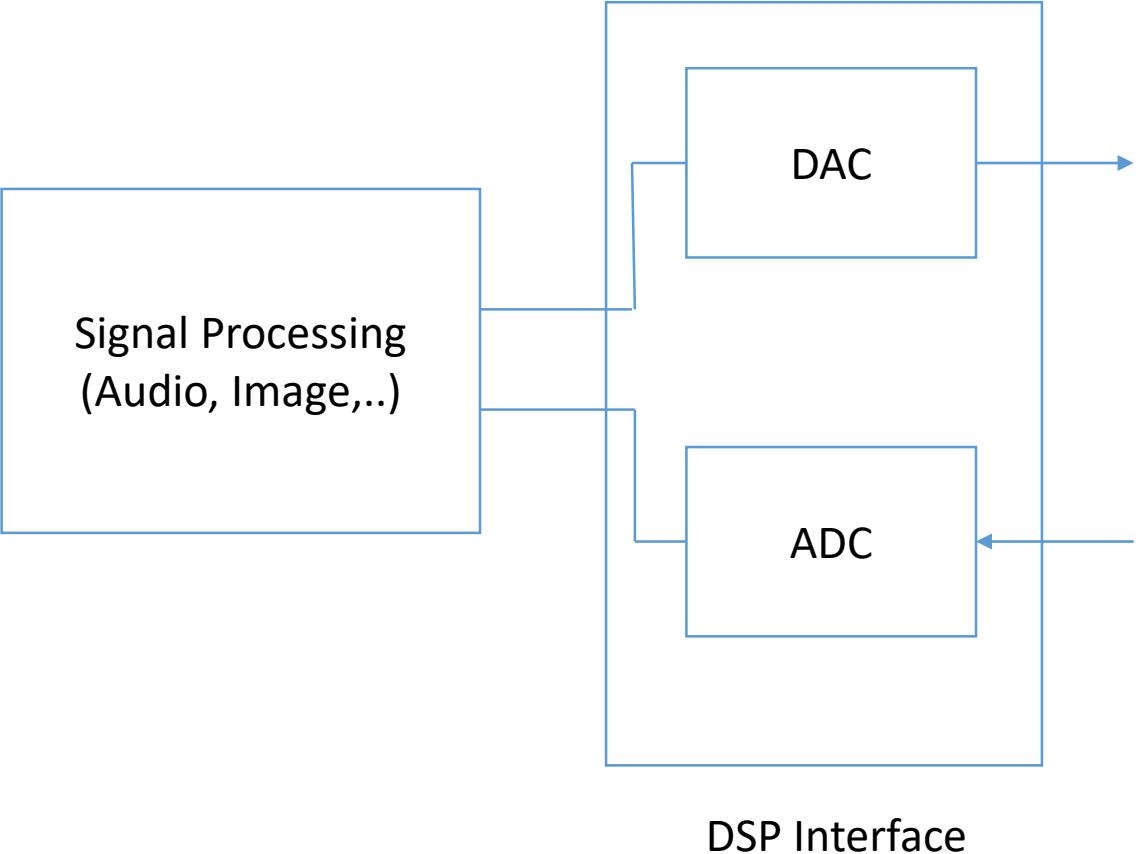 DAC
Signal Processing
(Audio, Image,..)
ADC
DSP Interface